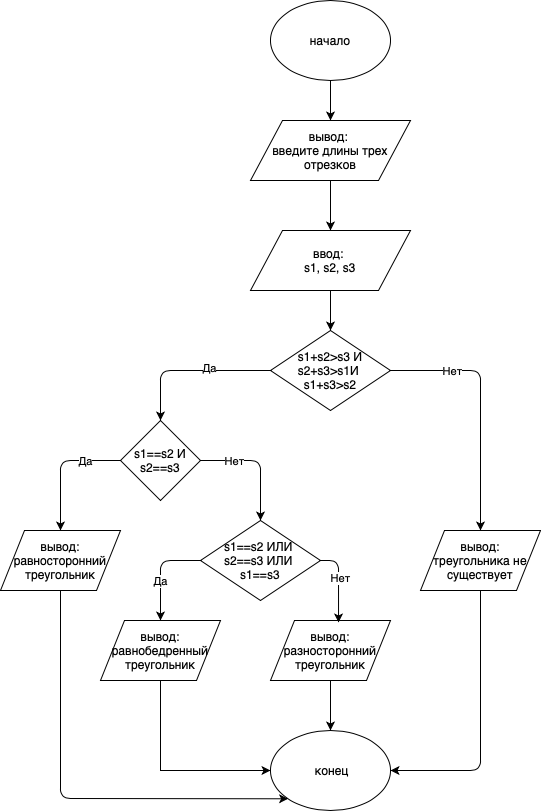 начало
вывод:
введите длины трех
отрезков
ввод:
s1, s2, s3
s1+s2>s3 И
s2+s3>s1И
s1+s3>s2
Да
Нет
s1==s2 И
s2==s3
Да
Нет
вывод:
равносторонний
треугольник
s1==s2 ИЛИ
s2==s3 ИЛИ
s1==s3
вывод:
треугольника не
существует
Да
Нет
вывод:
равнобедренный
треугольник
вывод:
разносторонний
треугольник
конец